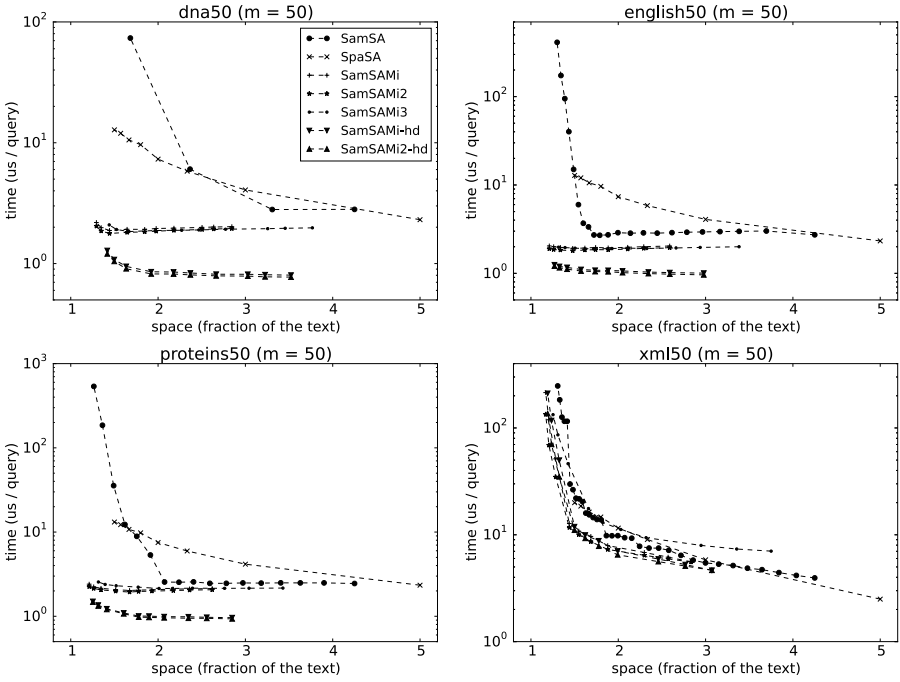 dna50 (m = 50)
10^2
10^1
10^0
time (us / query)
SamSA
SpaSA
SamSAMi
SamSAMi2
SamSAMi3
SamSAMi-hd
SamSAMi2-hd
1 2 3 4 5
space (fraction of the text)
english50 (m = 50)
10^2
10^1
10^0
time (us / query)
1 2 3 4 5
space (fraction of the text)
proteins50 (m = 50)
10^3
10^2
10^1
10^0
time (us / query)
1 2 3 4 5
space (fraction of the text)
xml50 (m = 50)
10^2
10^1
10^0
time (us / query)
1 2 3 4 5
space (fraction of the text)